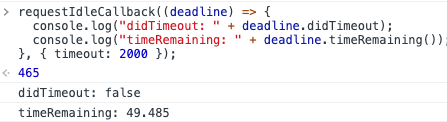 > requestIdleCallback((deadline) => {
console.log("didTimeout: " + deadline.didTimeout);
console.log("timeRemaining: " + deadline.timeRemaining());
}, { timeout: 2000 });
465
didTimeout: false
timeRemaining: 49.485